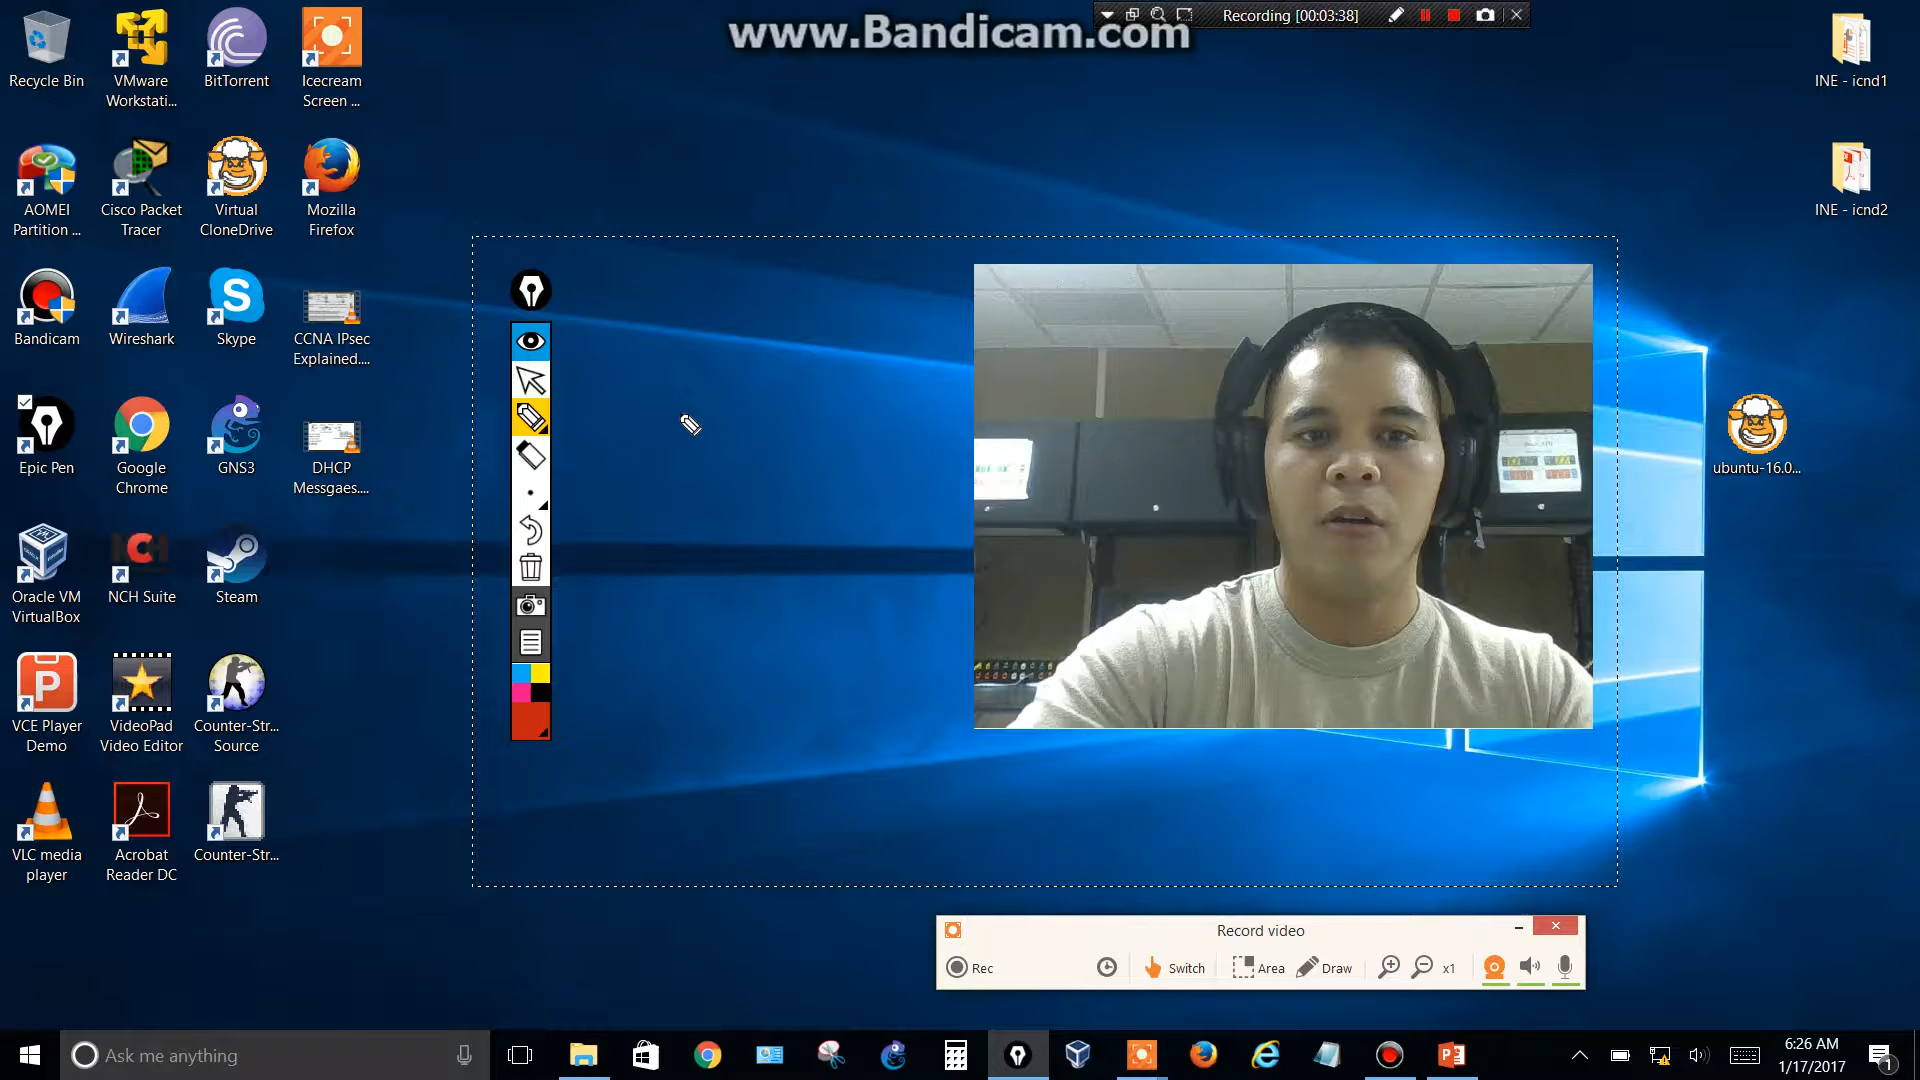 www.Bandicam.com
Recording [00:03:38]
Recycle Bin
VMware
Workstati...
BitTorrent
Icecream
Screen ...
INE - icnd1
AOMEI
Partition ...
Cisco Packet
Tracer
Virtual
CloneDrive
Mozilla
Firefox
INE - icnd2
Bandicam
Wireshark
Skype
CCNA IPsec
Explained....
Epic Pen
Google
Chrome
GNS3
DHCP
Messgaes....
ubuntu-16.0...
Oracle VM
VirtualBox
NCH Suite
Steam
VCE Player
Demo
VideoPad
Video Editor
Counter-Str...
Source
VLC media
player
Acrobat
Reader DC
Counter-Str...
Record video
Rec
Switch
Area
Draw
x1
Ask me anything
6:26 AM
1/17/2017
1